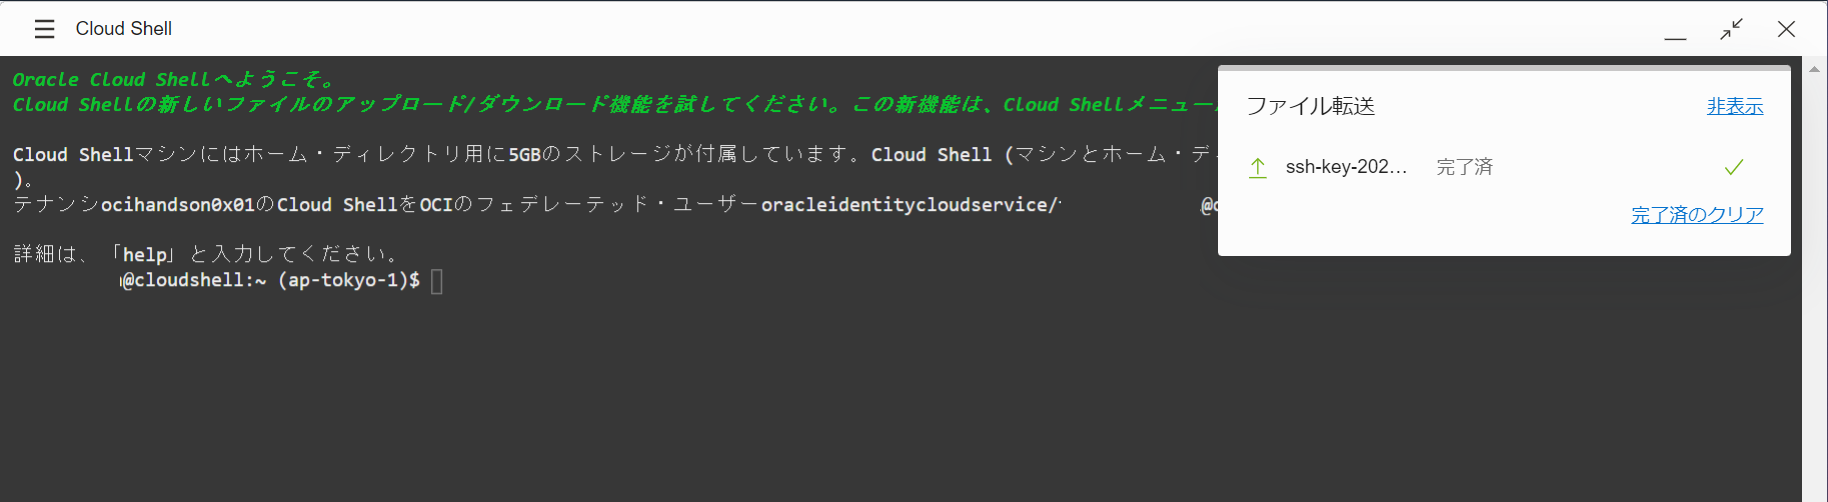 Cloud Shell
Oracle Cloud Shellへようこそ。
Cloud Shellの新しいファイルのアップロード/ダウンロード機能を試してください。この新機能は、Cloud Shellメニュー
Cloud Shellマシンにはホーム・ディレクトリ用に5GBのストレージが付属しています。Cloud Shell (マシンとホーム・デ
)。
テナンシocihandson0x01のCloud ShellをOCIのフェデレーテッド・ユーザーoracleidentitycloudservice/ @
詳細は、「help」と入力してください。
@cloudshell:~ (ap-tokyo-1)$
ファイル転送 非表示
ssh-key-202... 完了済
完了済のクリア